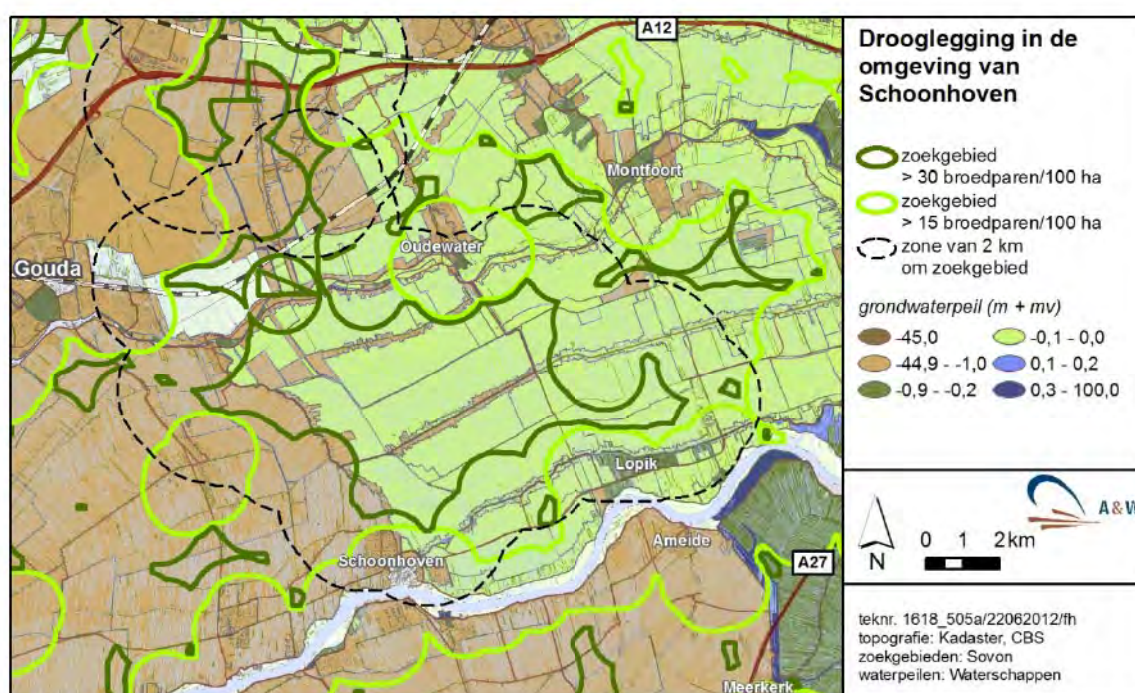 A12
Montfoort
Oudewater
Gouda
Lopik
Schoonhoven
Ameide
A27
Meerkerk
Drooglegging in de
omgeving van
Schoonhoven
zoekgebied
> 30 broedparen/100 ha
zoekgebied
> 15 broedparen/100 ha
zone van 2 km
om zoekgebied
grondwaterpeil (m + mv)
-45,0
-44,9 - -1,0
-0,9 - -0,2
-0,1 - 0,0
0,1 - 0,2
0,3 - 100,0
N
0 1 2km
A&W
teknr. 1618_505a/22062012/fh
topografie: Kadaster, CBS
zoekgebieden: Sovon
waterpeilen: Waterschappen